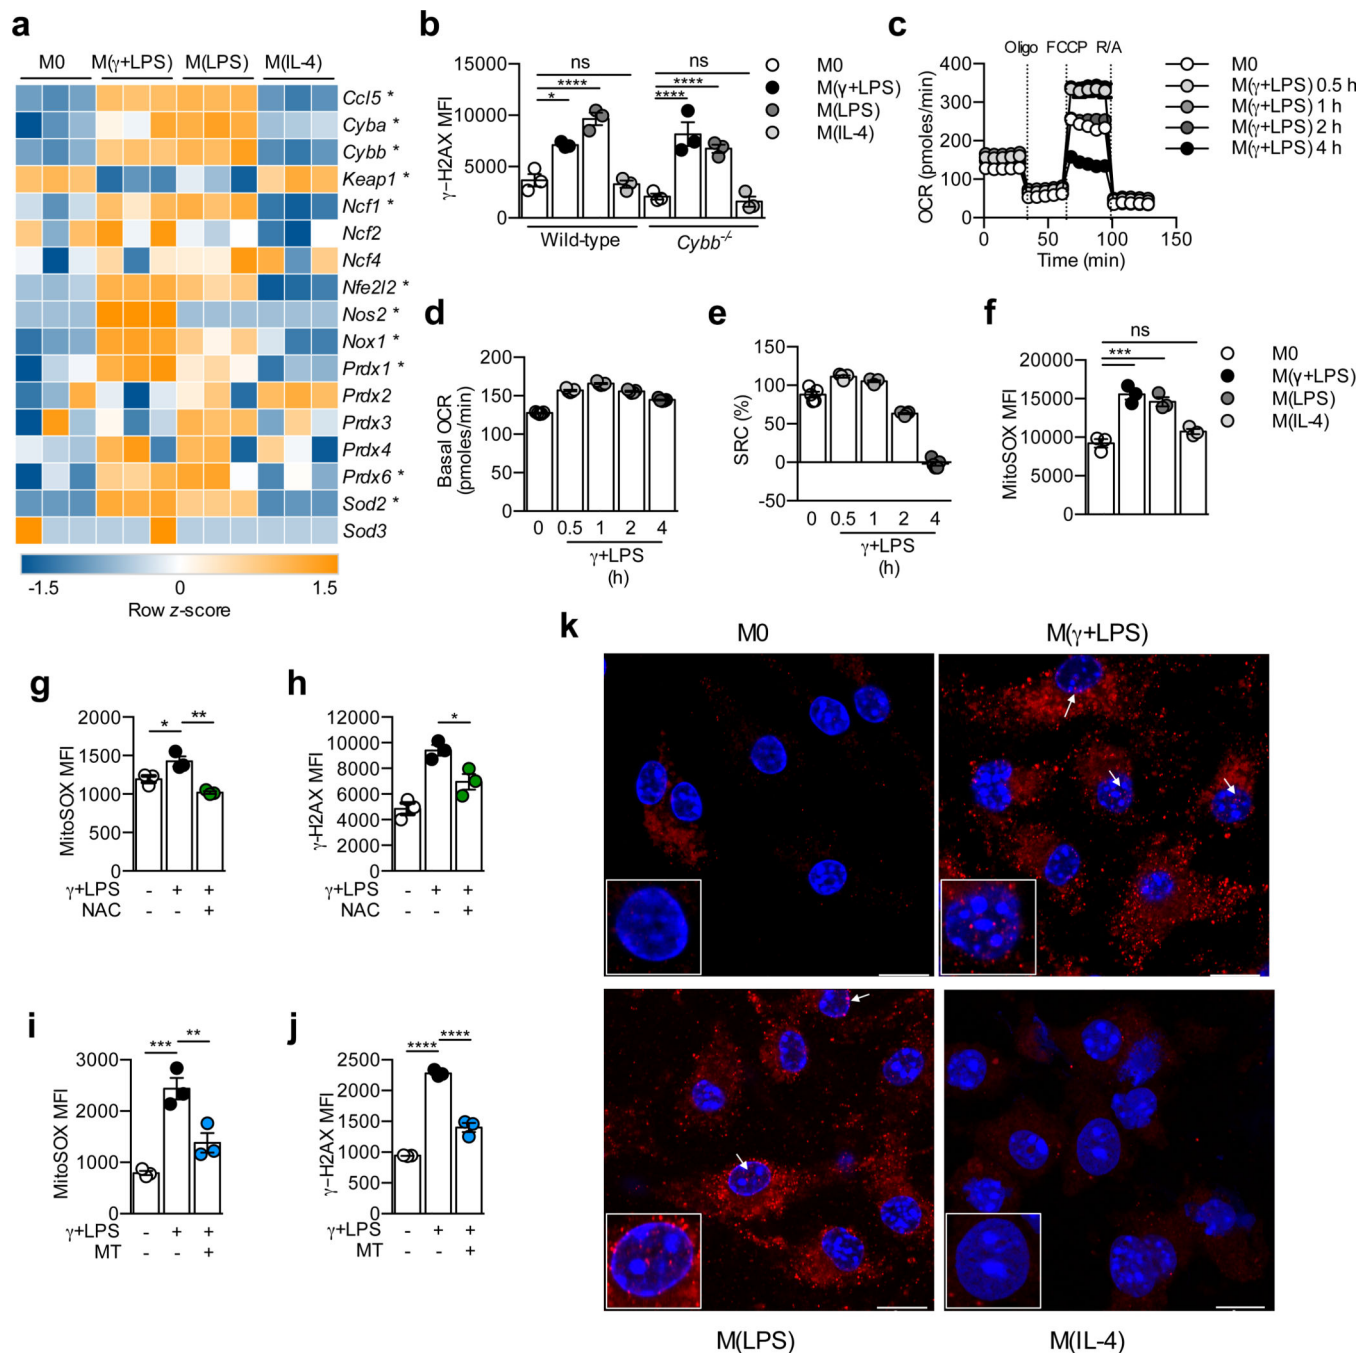 a
M0 M(γ+LPS) M(LPS) M(IL-4)
Ccl5 *
Cyba *
Cybb *
Keap1 *
Ncf1 *
Ncf2
Ncf4
Nfe2l2 *
Nos2 *
Nox1 *
Prdx1 *
Prdx2
Prdx3
Prdx4
Prdx6 *
Sod2 *
Sod3
-1.5 0 1.5
Row z-score
b
γ-H2AX MFI
15000
10000
5000
0
ns
****
*
ns
****
****
Wild-type Cybb-/-
M0
M(γ+LPS)
M(LPS)
M(IL-4)
c
Oligo FCCP R/A
OCR (pmoles/min)
400
300
200
100
0
0 50 100 150
Time (min)
M0
M(γ+LPS) 0.5 h
M(γ+LPS) 1 h
M(γ+LPS) 2 h
M(γ+LPS) 4 h
d
Basal OCR
(pmoles/min)
200
150
100
50
0
0 0.5 1 2 4
γ+LPS
(h)
e
SRC (%)
150
100
50
0
-50
0 0.5 1 2 4
γ+LPS
(h)
f
MitoSOX MFI
20000
15000
10000
5000
0
ns
***
M0
M(γ+LPS)
M(LPS)
M(IL-4)
g
MitoSOX MFI
2000
1500
1000
500
0
* **
γ+LPS - + +
NAC - - +
h
γ-H2AX MFI
12000
10000
8000
6000
4000
2000
0
*
γ+LPS - + +
NAC - - +
i
MitoSOX MFI
3000
2000
1000
0
*** **
γ+LPS - + +
MT - - +
j
γ-H2AX MFI
2500
2000
1500
1000
500
0
**** ****
γ+LPS - + +
MT - - +
k
M0 M(γ+LPS)
M(LPS) M(IL-4)